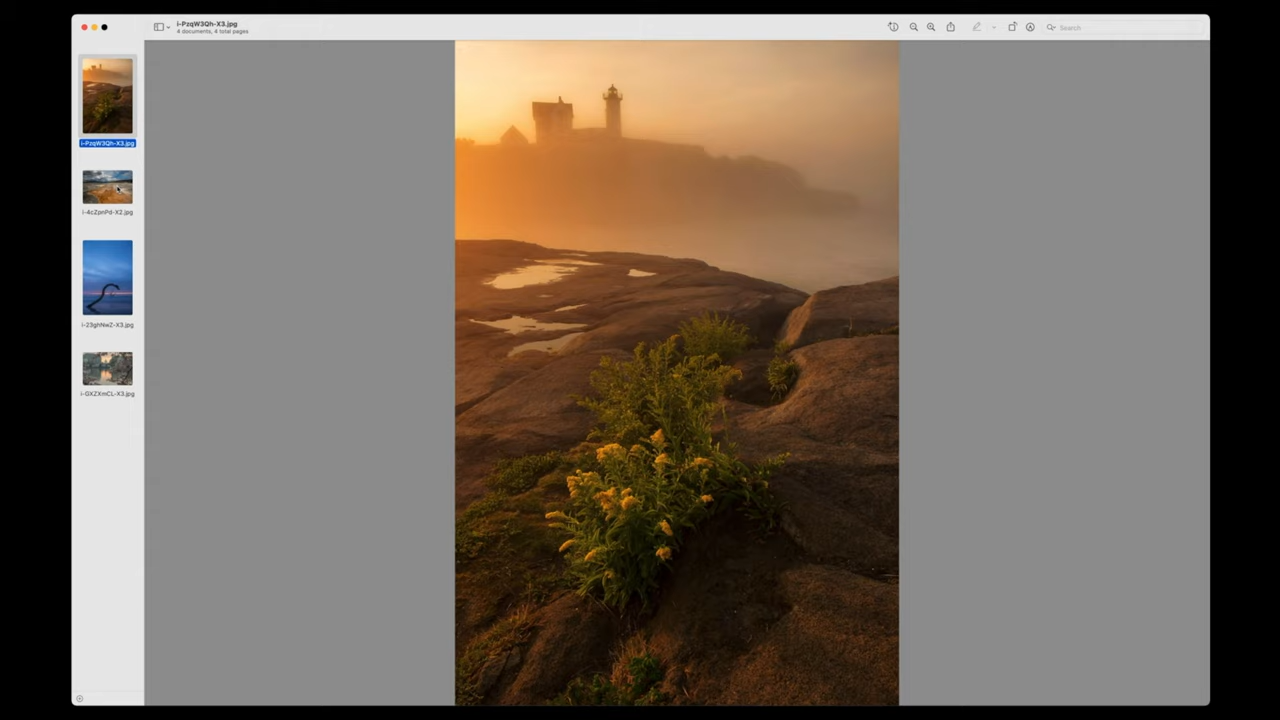 i-PzqW3Qh-X3.jpg
4 documents, 4 total pages
Search
i-PzqW3Qh-X3.jpg
i-4cZpnPd-X2.jpg
i-23ghNwZ-X3.jpg
i-GXZXmCL-X3.jpg